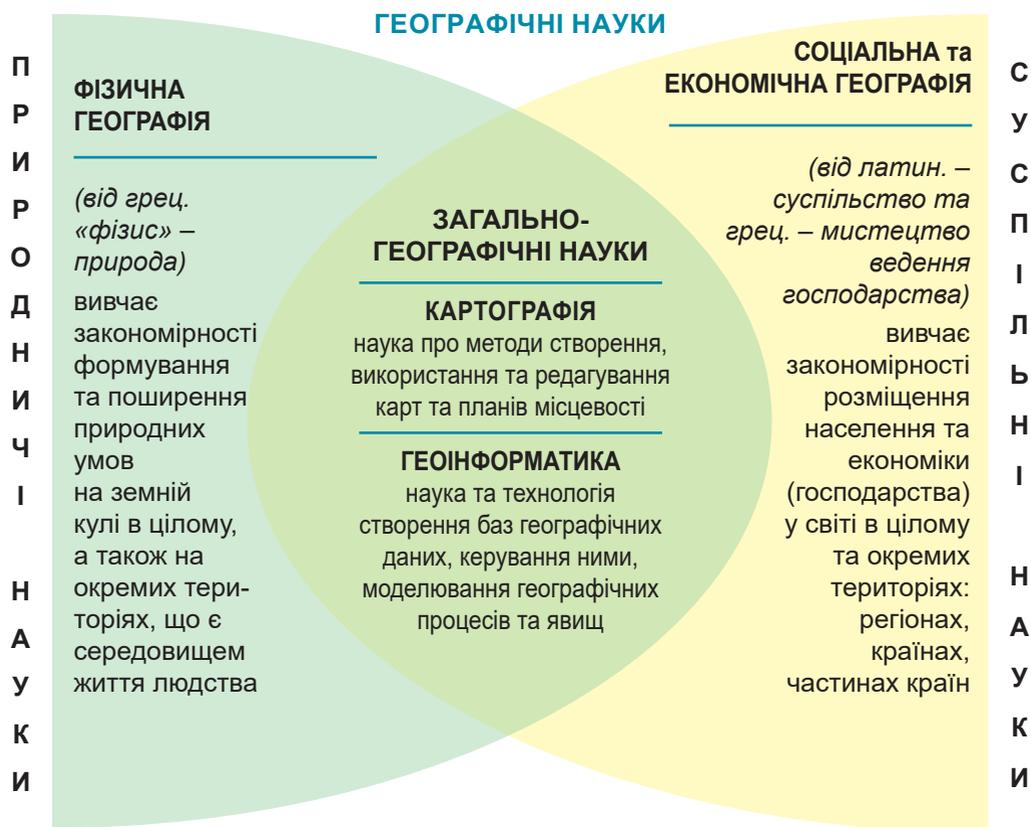 ГЕОГРАФІЧНІ НАУКИ
ПРИРОДНИЧІ НАУКИ
ФІЗИЧНА
ГЕОГРАФІЯ
(від грец.
«фізис» –
природа)
вивчає
закономірності
формування
та поширення
природних
умов
на земній
кулі в цілому,
а також на
окремих тери-
торіях, що є
середовищем
життя людства
ЗАГАЛЬНО-
ГЕОГРАФІЧНІ НАУКИ
КАРТОГРАФІЯ
наука про методи створення,
використання та редагування
карт та планів місцевості
ГЕОІНФОРМАТИКА
наука та технологія
створення баз географічних
даних, керування ними,
моделювання географічних
процесів та явищ
СОЦІАЛЬНА та
ЕКОНОМІЧНА ГЕОГРАФІЯ
(від латин. –
суспільство та
грец. – мистецтво
ведення
господарства)
вивчає
закономірності
розміщення
населення та
економіки
(господарства)
у світі в цілому
та окремих
територіях:
регіонах,
країнах,
частинах країн
СУСПІЛЬНІ НАУКИ